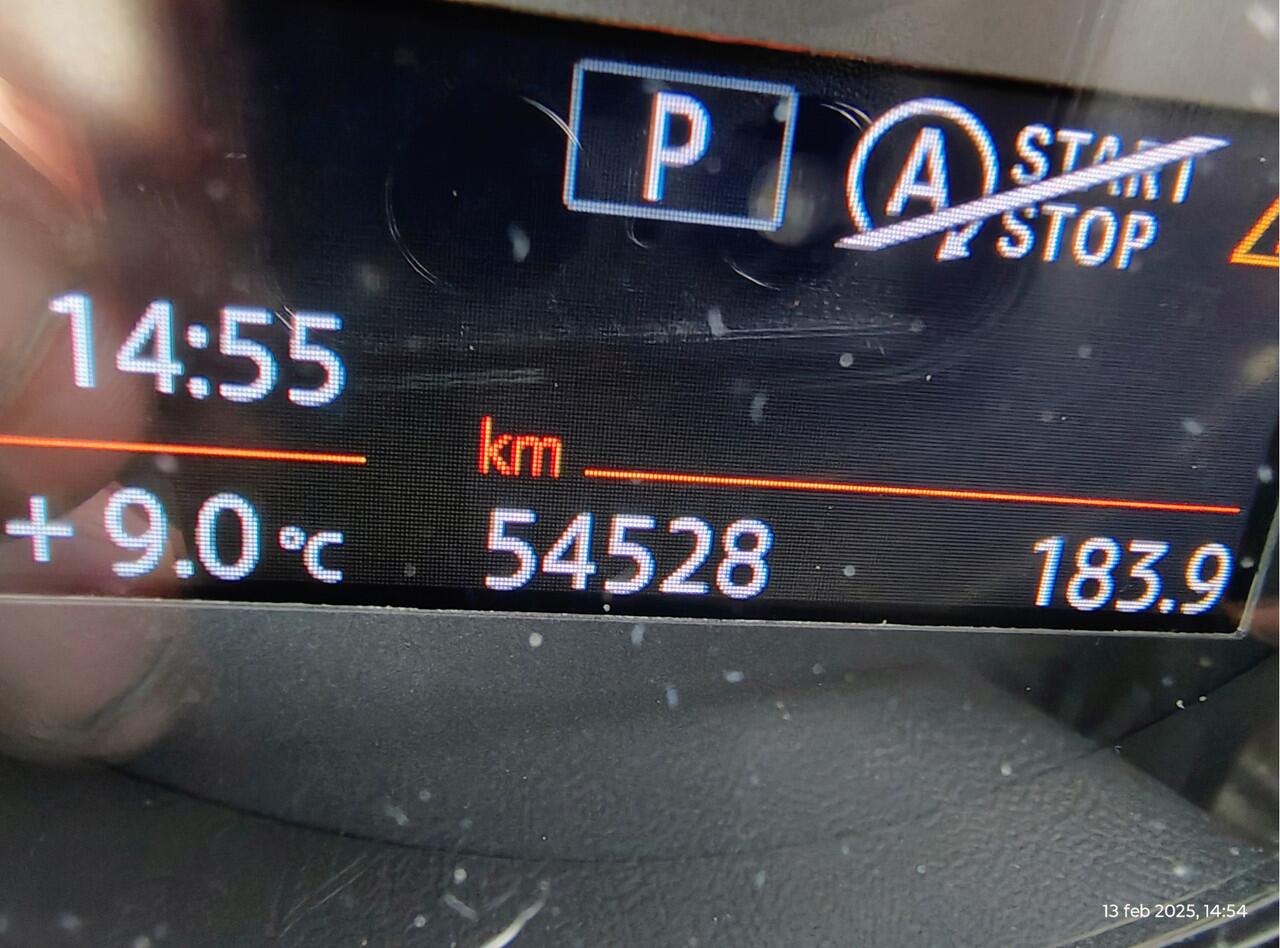 P
A START
STOP
14:55
km
+9.0 °C 54528 183.9
13 feb 2025, 14:54